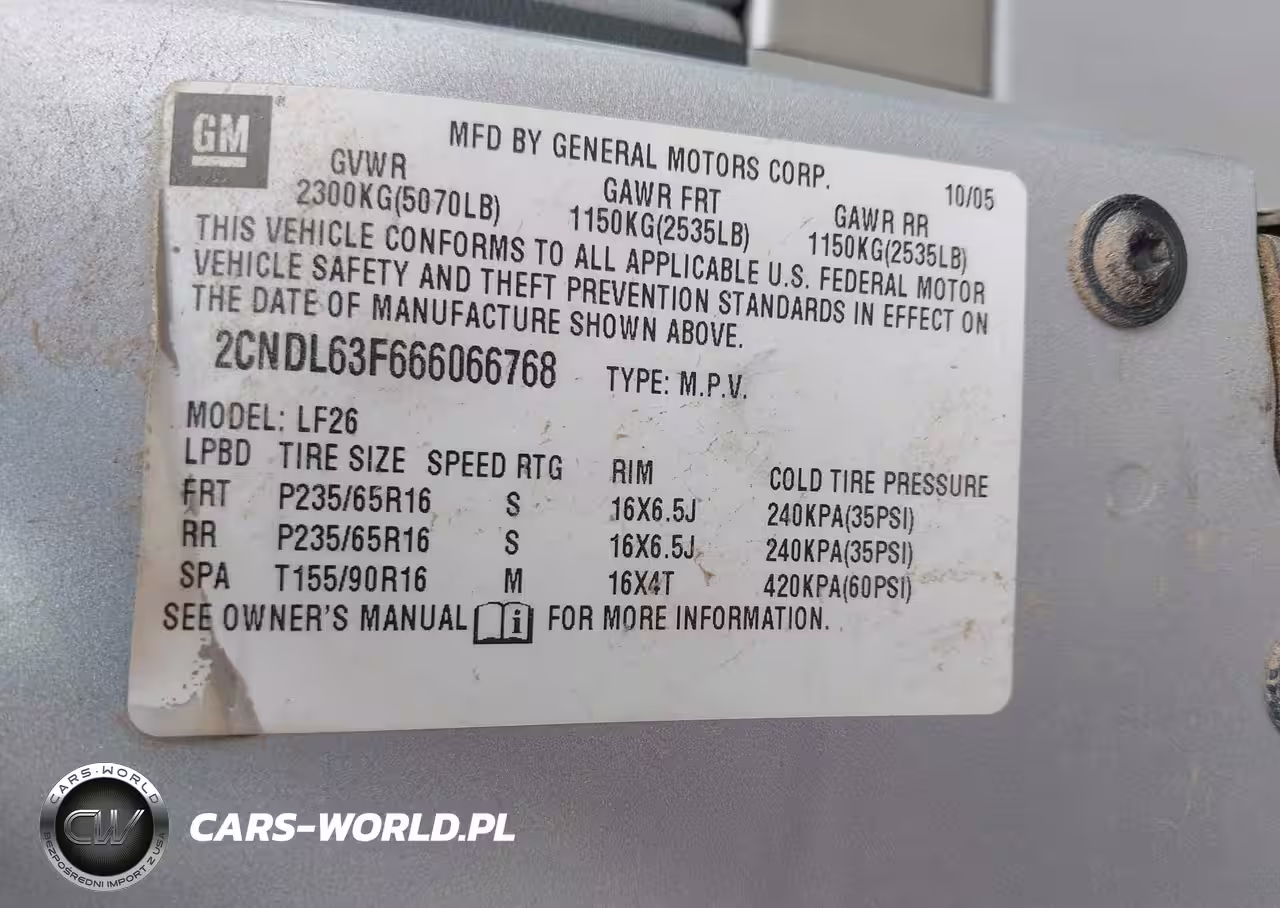 GM
MFD BY GENERAL MOTORS CORP.
10/05
GVWR GAWR FRT GAWR RR
2300KG(5070LB) 1150KG(2535LB) 1150KG(2535LB)
THIS VEHICLE CONFORMS TO ALL APPLICABLE U.S. FEDERAL MOTOR
VEHICLE SAFETY AND THEFT PREVENTION STANDARDS IN EFFECT ON
THE DATE OF MANUFACTURE SHOWN ABOVE.
2CNDL63F666066768 TYPE: M.P.V.
MODEL: LF26
LPBD TIRE SIZE SPEED RTG RIM COLD TIRE PRESSURE
FRT P235/65R16 S 16X6.5J 240KPA(35PSI)
RR P235/65R16 S 16X6.5J 240KPA(35PSI)
SPA T155/90R16 M 16X4T 420KPA(60PSI)
SEE OWNER'S MANUAL i FOR MORE INFORMATION.
CARS-WORLD
CW
BEZPOŚREDNI IMPORT Z USA
CARS-WORLD.PL